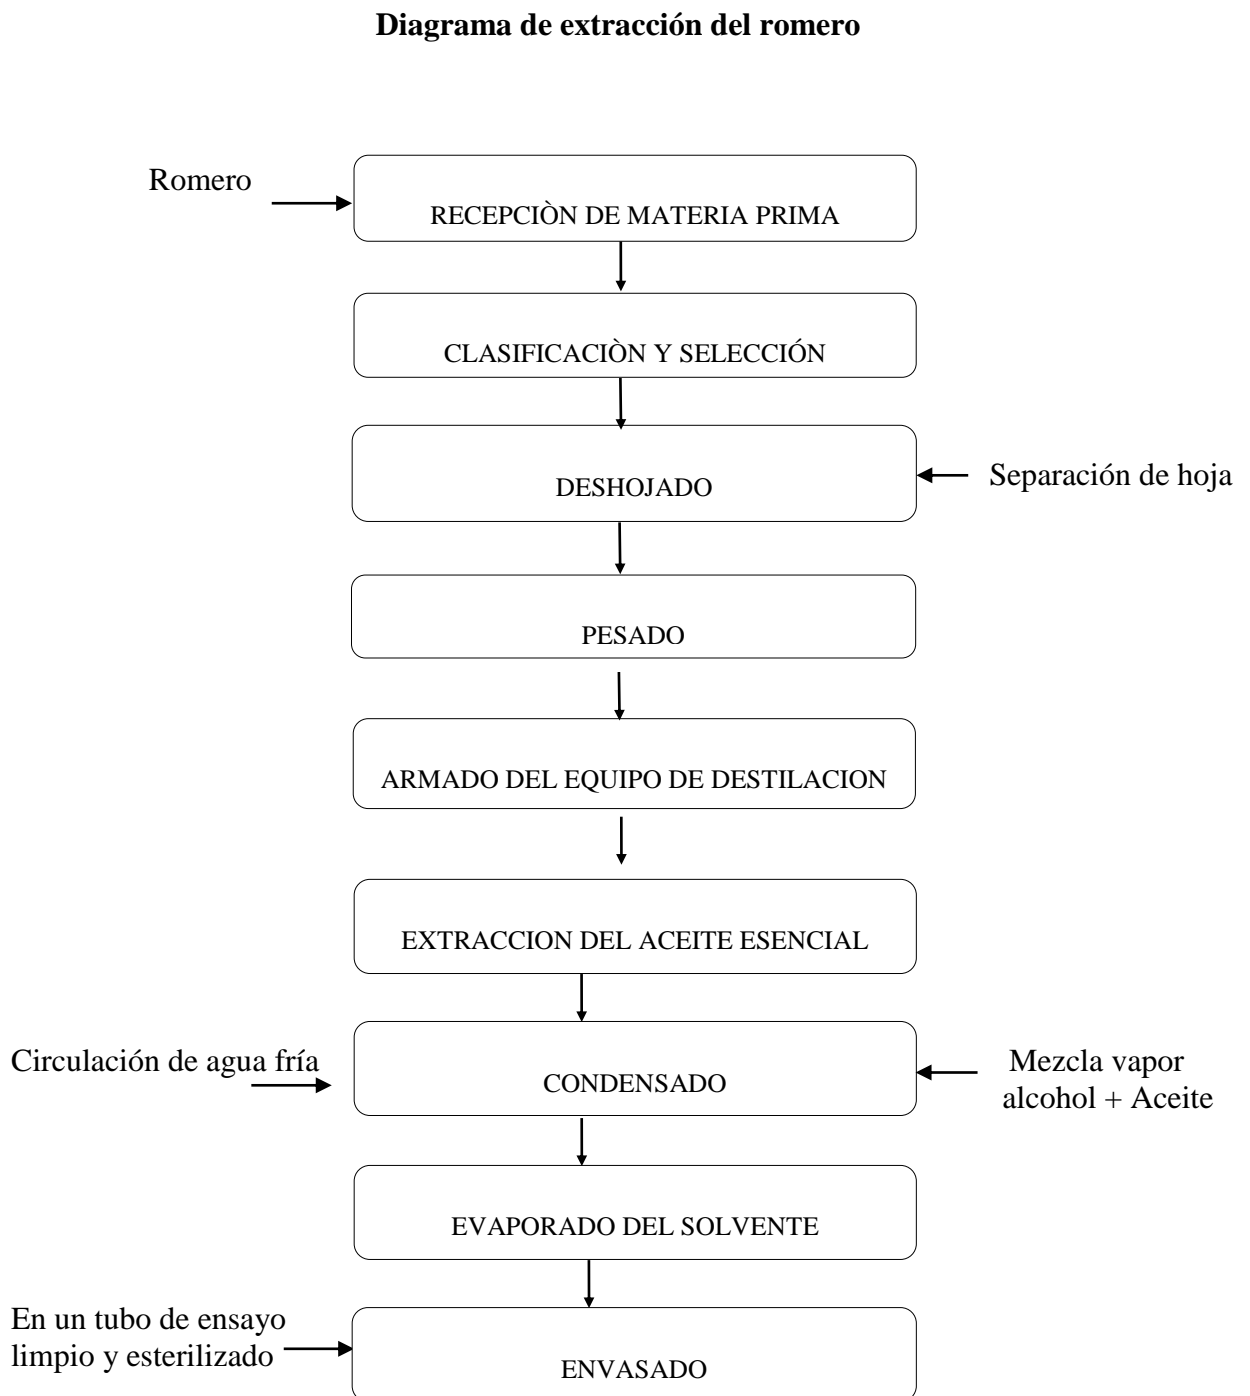 Diagrama de extracción del romero
Romero
RECEPCIÒN DE MATERIA PRIMA
CLASIFICACIÒN Y SELECCIÓN
DESHOJADO
Separación de hoja
PESADO
ARMADO DEL EQUIPO DE DESTILACION
EXTRACCION DEL ACEITE ESENCIAL
Circulación de agua fría
CONDENSADO
Mezcla vapor
alcohol + Aceite
EVAPORADO DEL SOLVENTE
En un tubo de ensayo
limpio y esterilizado
ENVASADO